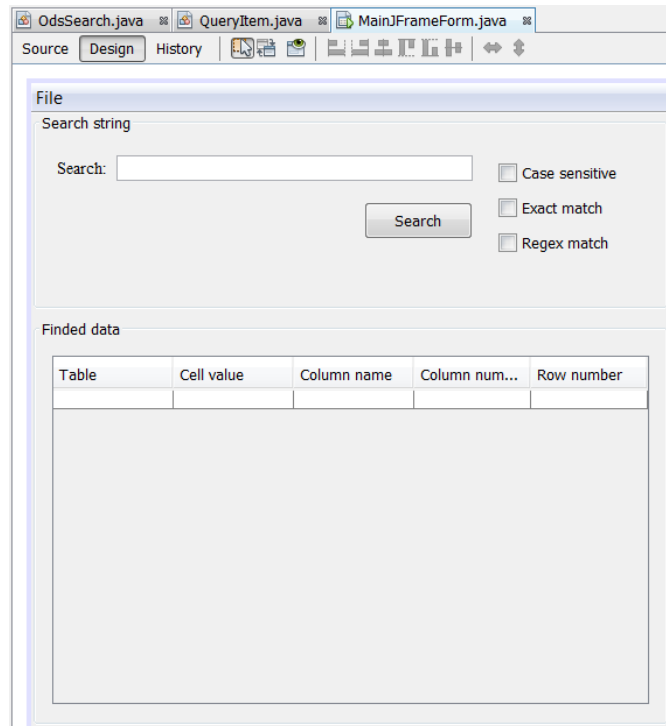 OdsSearch.java QueryItem.java MainJFrameForm.java
Source Design History
File
Search string
Search:
Case sensitive
Exact match
Search
Regex match
Finded data
Table Cell value Column name Column num... Row number